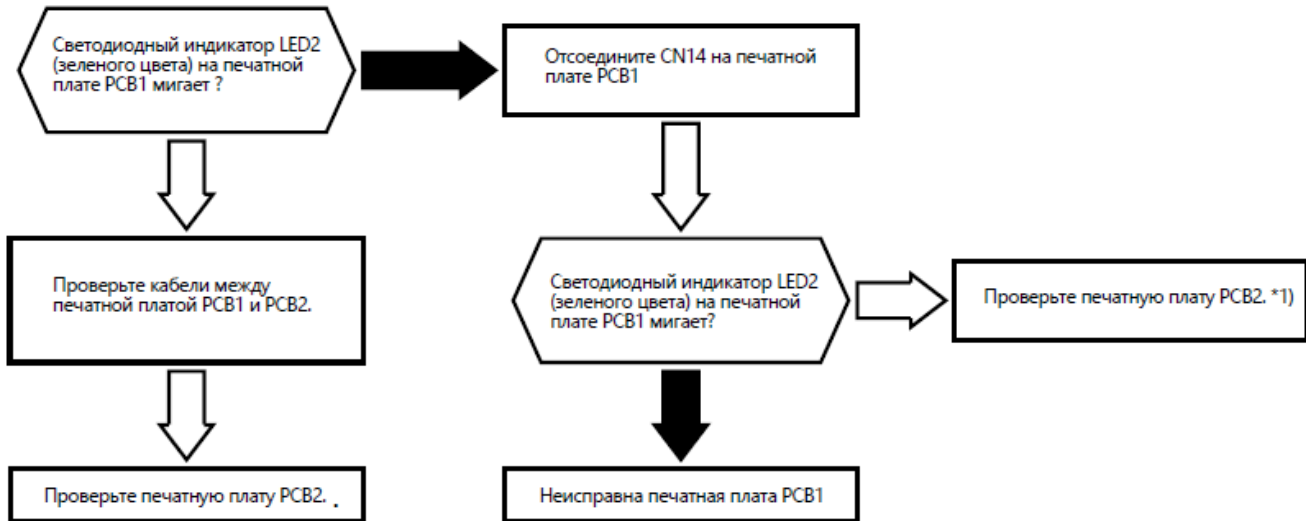 Светодиодный индикатор LED2
(зеленого цвета) на печатной
плате PCB1 мигает ?
Отсоедините CN14 на печатной
плате PCB1
Проверьте кабели между
печатной платой PCB1 и PCB2.
Светодиодный индикатор LED2
(зеленого цвета) на печатной
плате PCB1 мигает?
Проверьте печатную плату PCB2. *1)
Проверьте печатную плату PCB2. .
Неисправна печатная плата PCB1